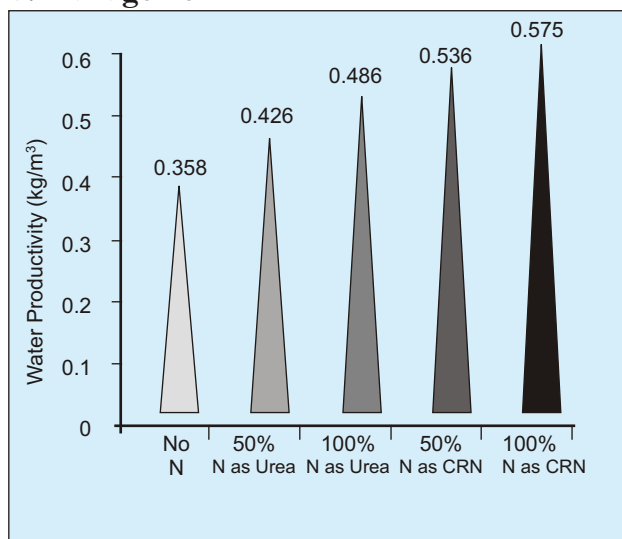 0.6
0.5
0.4
0.3
0.2
0.1
0
Water Productivity (kg/m³)
0.358
0.426
0.486
0.536
0.575
No
N
50%
N as Urea
100%
N as Urea
50%
N as CRN
100%
N as CRN